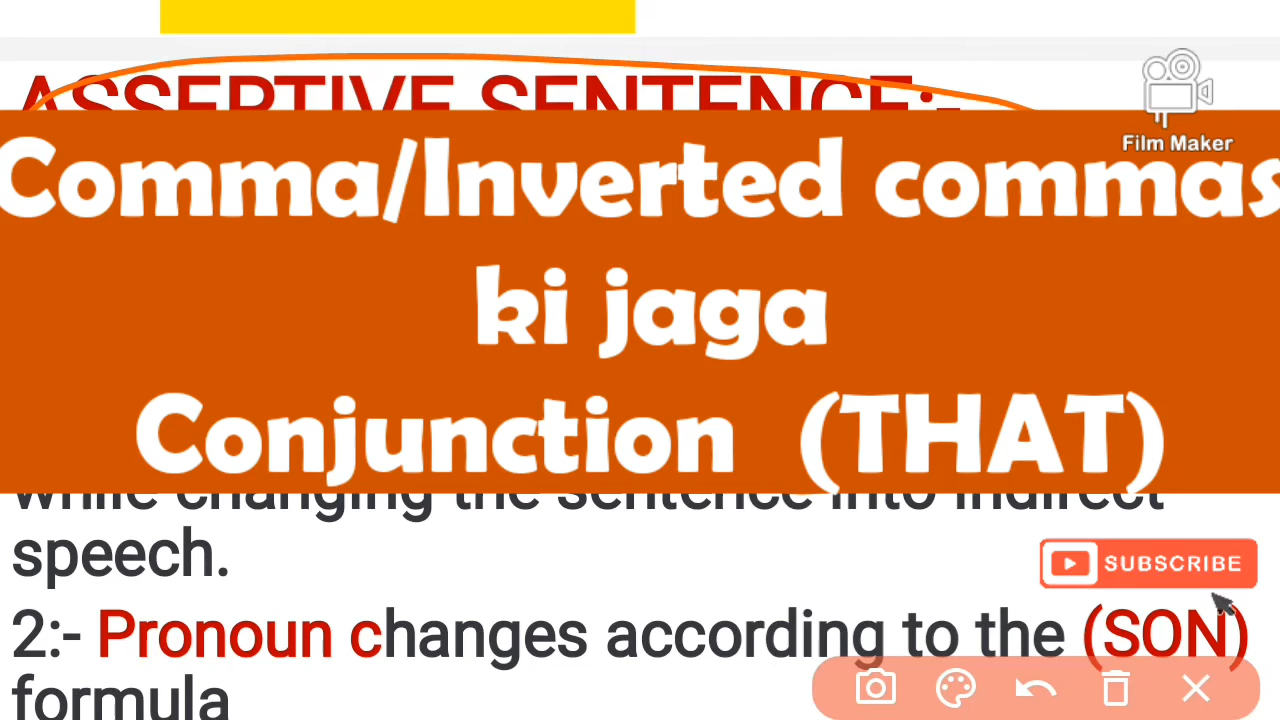 ASSERTIVE SENTENCE:-
Film Maker
Comma/Inverted commas
ki jaga
Conjunction (THAT)
while changing the sentence into indirect
speech.
SUBSCRIBE
2:- Pronoun changes according to the (SON)
formula